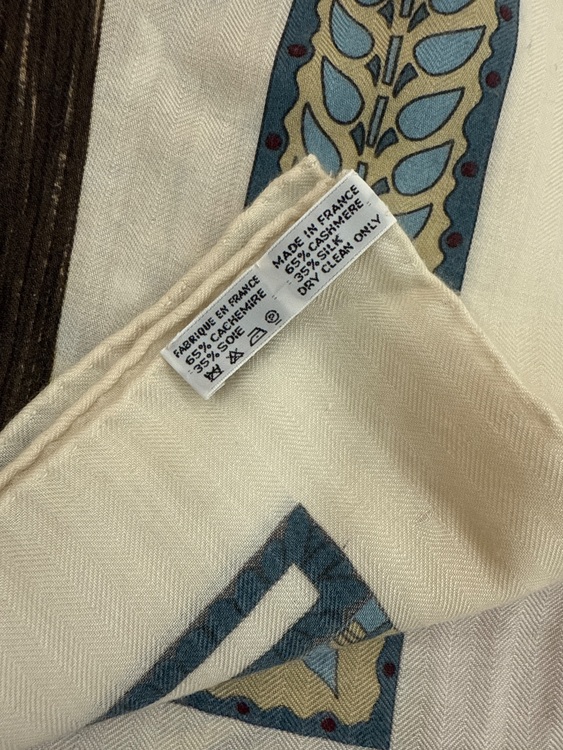 FABRIQUE EN FRANCE
65% CACHEMIRE
35% SOIE
MADE IN FRANCE
65% CASHMERE
35% SILK
DRY CLEAN ONLY